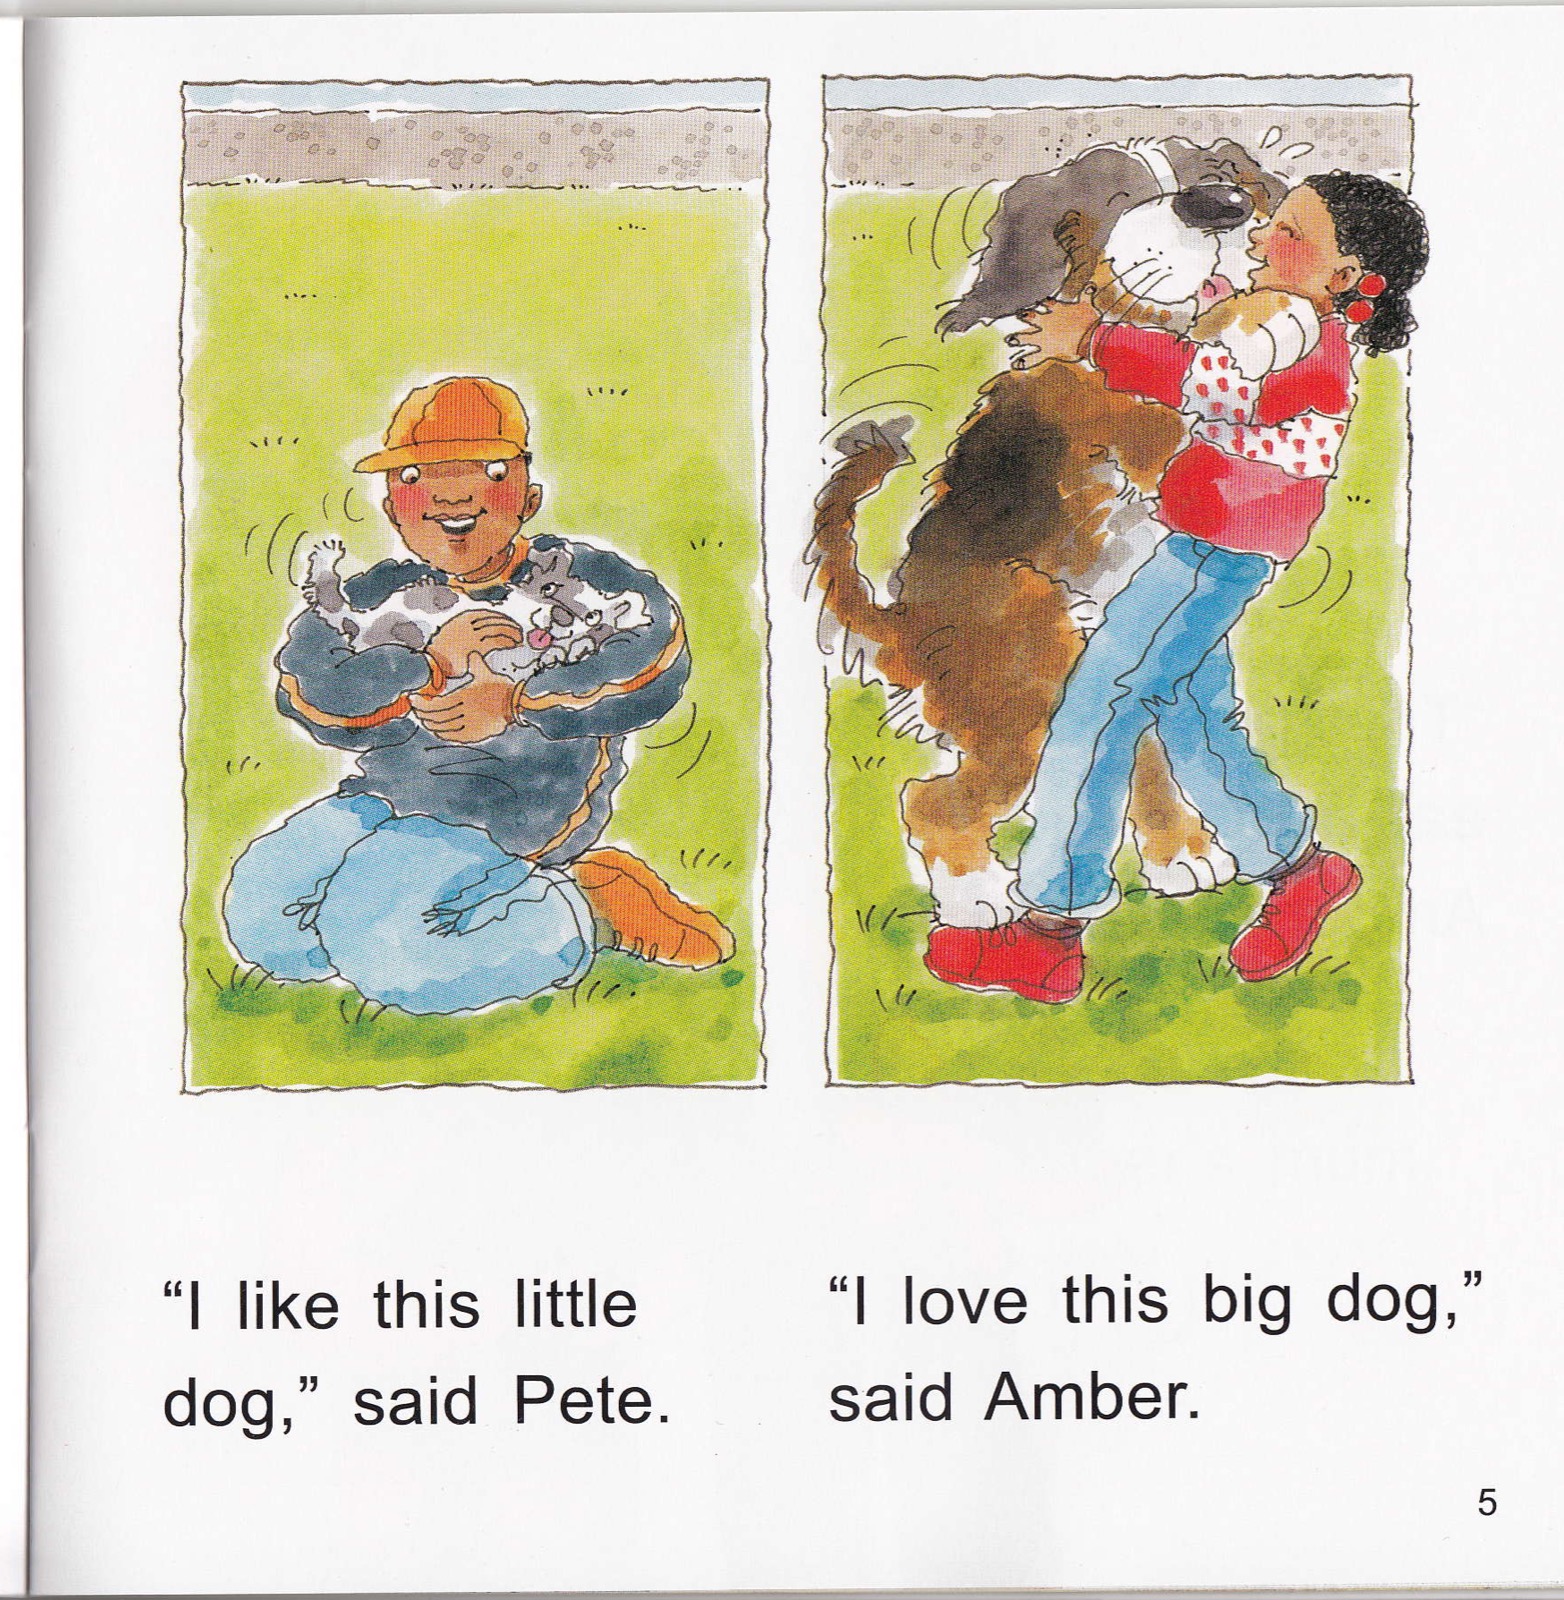 “I like this little
dog,” said Pete.
“I love this big dog,”
said Amber.
5